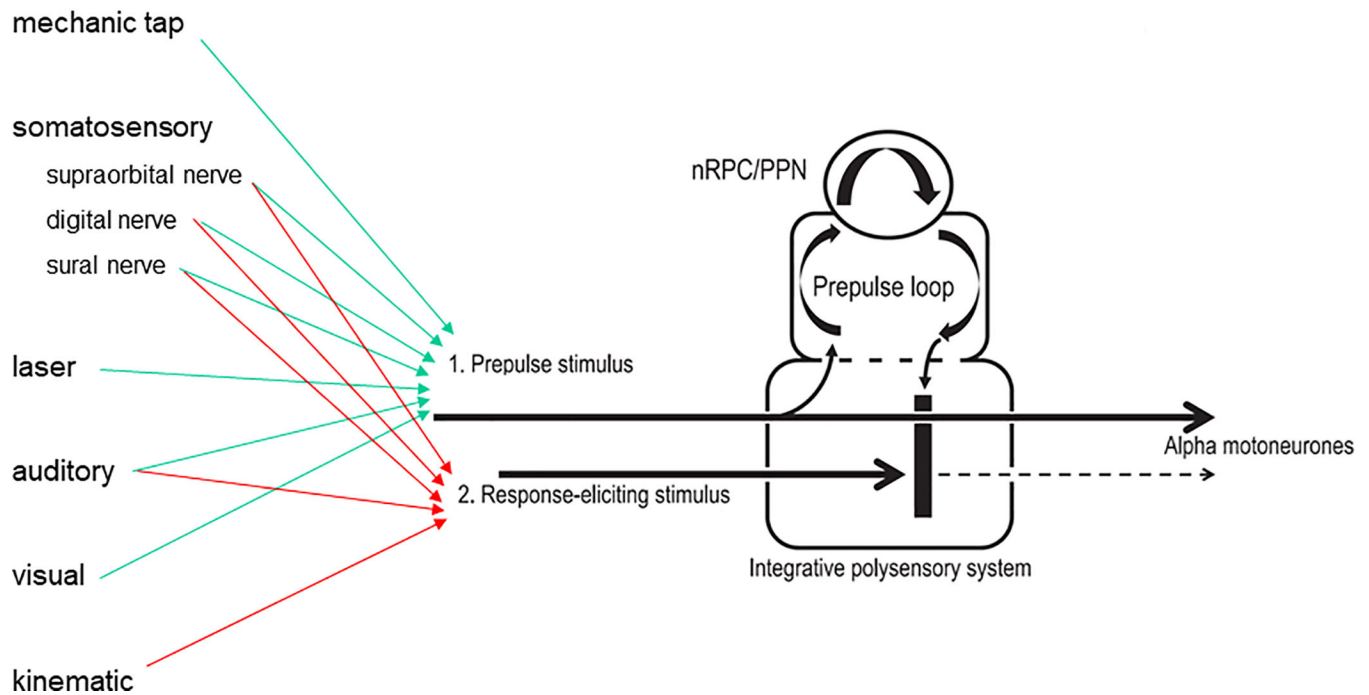 mechanic tap
somatosensory
supraorbital nerve
digital nerve
sural nerve
laser
auditory
visual
kinematic
1. Prepulse stimulus
2. Response-eliciting stimulus
nRPC/PPN
Prepulse loop
Integrative polysensory system
Alpha motoneurones